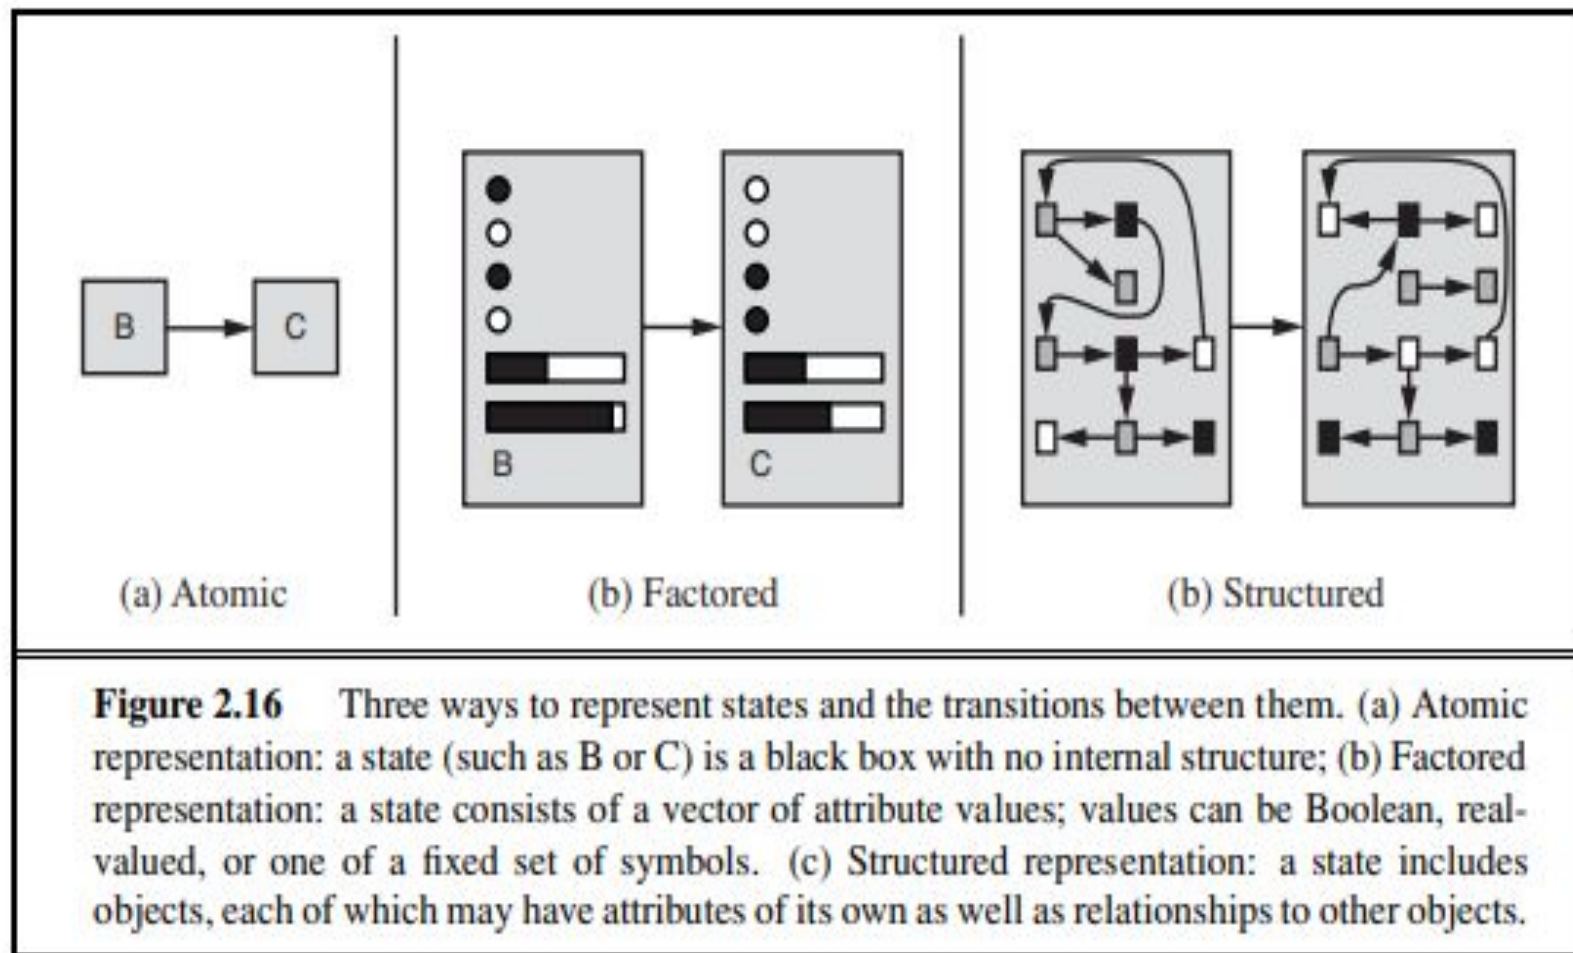 B
C
B
C
(a) Atomic
(b) Factored
(b) Structured
Figure 2.16 Three ways to represent states and the transitions between them. (a) Atomic
representation: a state (such as B or C) is a black box with no internal structure; (b) Factored
representation: a state consists of a vector of attribute values; values can be Boolean, real-
valued, or one of a fixed set of symbols. (c) Structured representation: a state includes
objects, each of which may have attributes of its own as well as relationships to other objects.